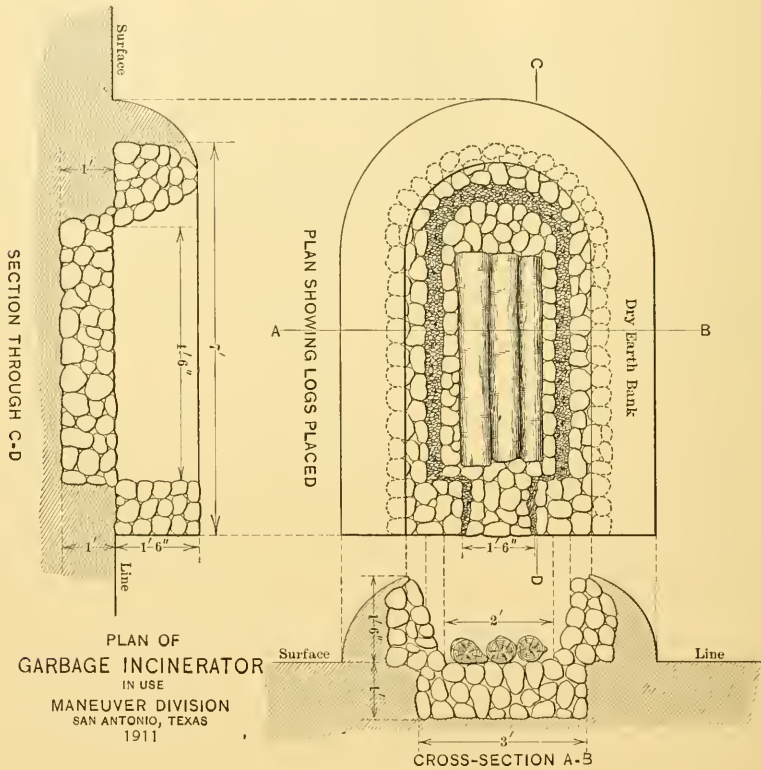 Surface
C
1'
SECTION THROUGH C-D
4'6"
7'
PLAN SHOWING LOGS PLACED
A
B
Dry Earth Bank
1'
1'6"
1'6"
D
Line
PLAN OF
GARBAGE INCINERATOR
IN USE
MANEUVER DIVISION
SAN ANTONIO, TEXAS
1911
Surface
1'6"
2'
Line
1'
3'
CROSS-SECTION A-B